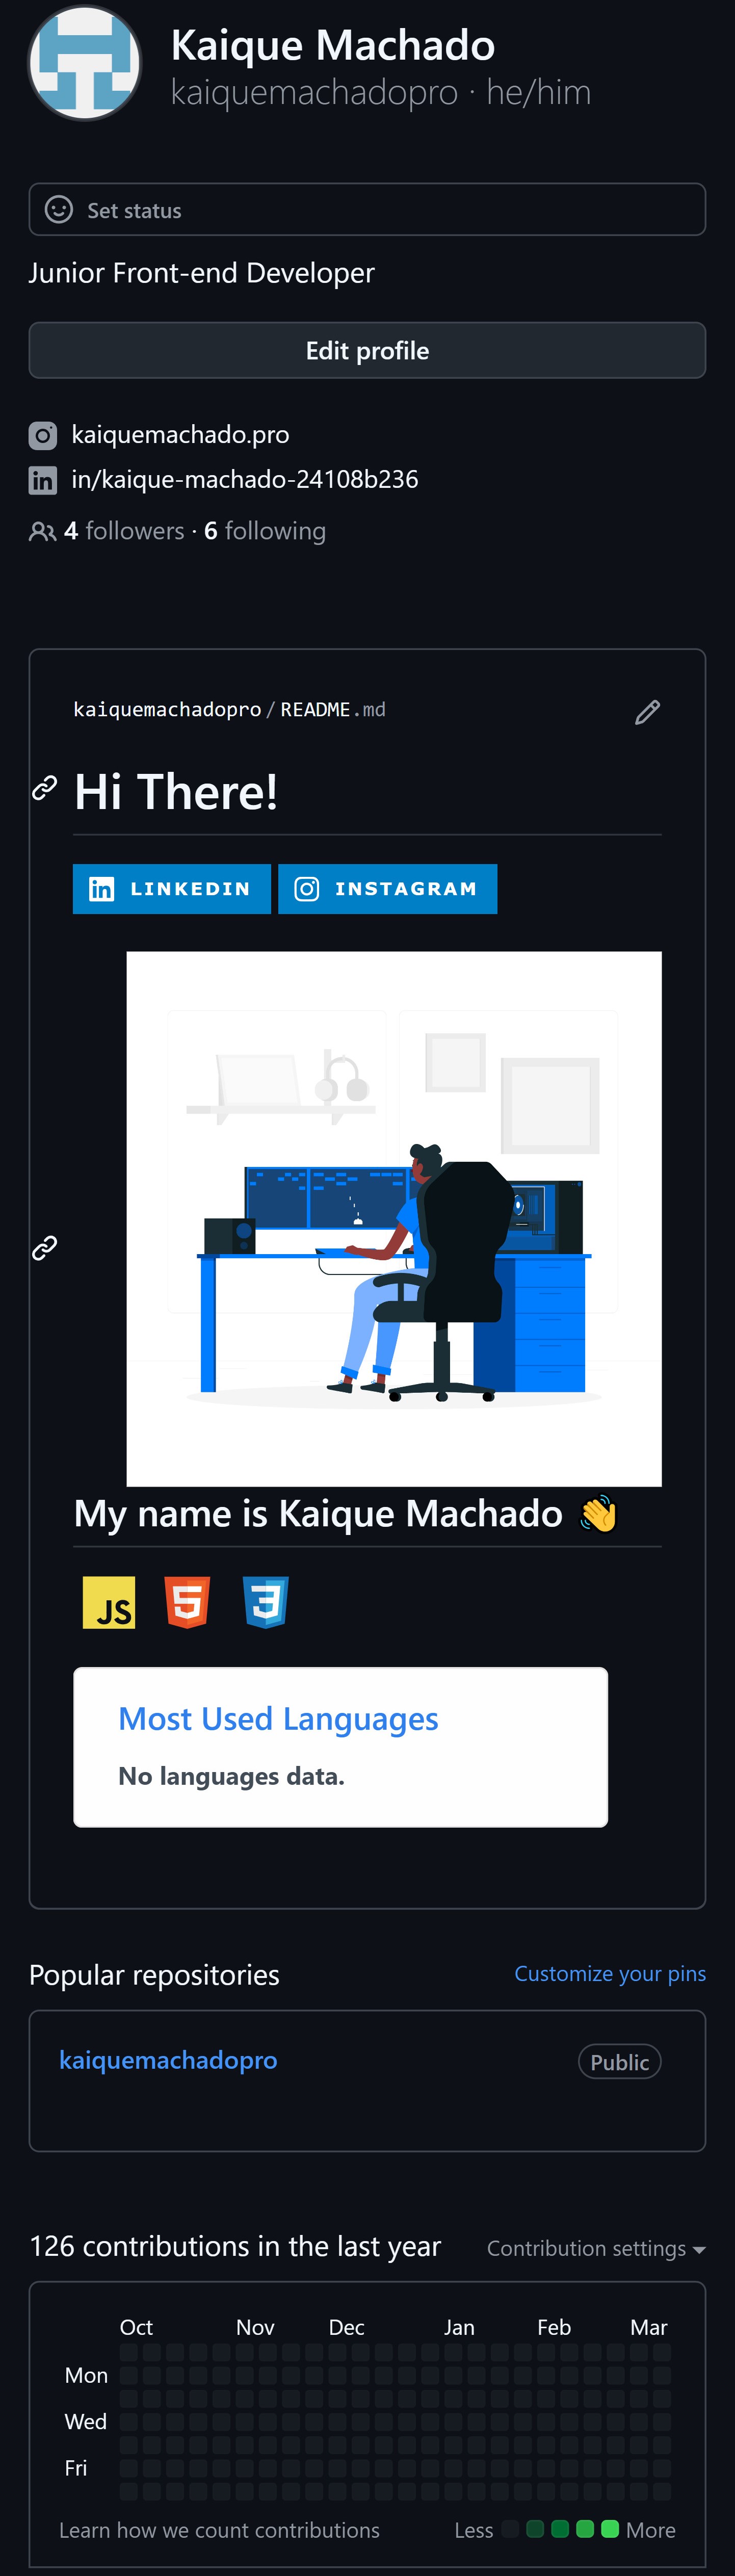 Kaique Machado
kaiquemachadopro · he/him
Set status
Junior Front-end Developer
Edit profile
kaiquemachado.pro
in/kaique-machado-24108b236
4 followers · 6 following
kaiquemachadopro / README.md
Hi There!
LINKEDIN INSTAGRAM
My name is Kaique Machado 👋
JS 5 3
Most Used Languages
No languages data.
Popular repositories Customize your pins
kaiquemachadopro Public
126 contributions in the last year Contribution settings
Oct Nov Dec Jan Feb Mar
Mon
Wed
Fri
Learn how we count contributions Less More